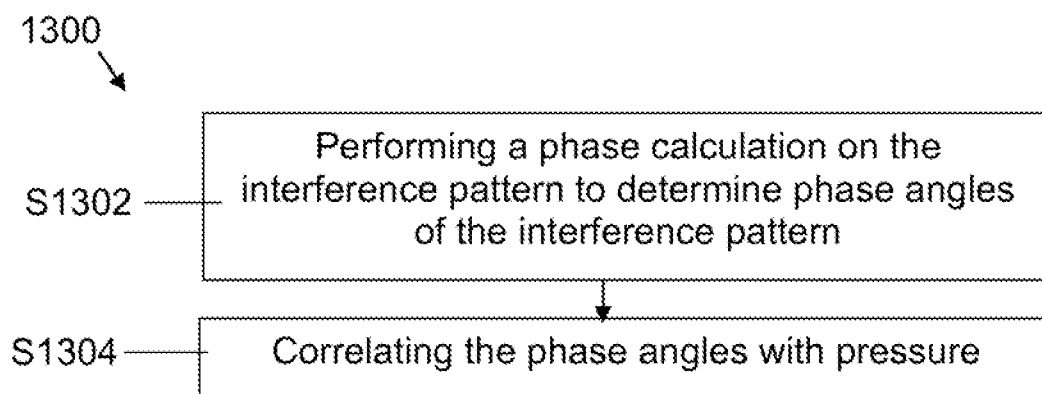 1300
Performing a phase calculation on the
S1302 interference pattern to determine phase angles
of the interference pattern
S1304 Correlating the phase angles with pressure